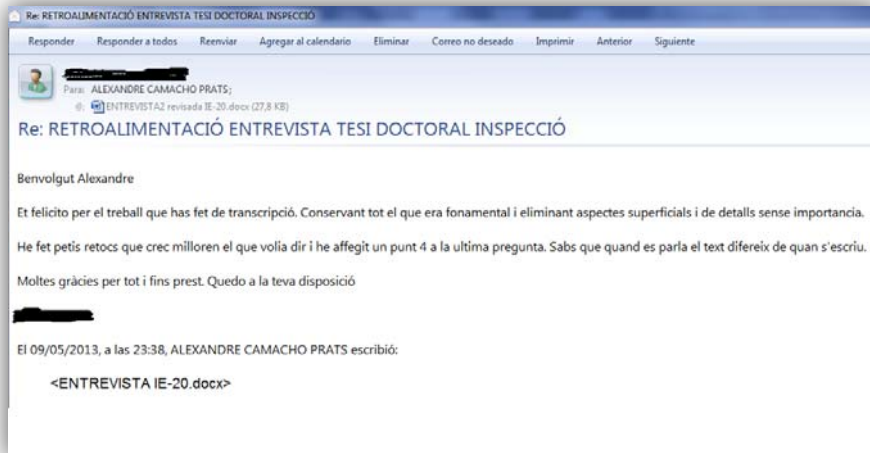 Re: RETROALIMENTACIÓ ENTREVISTA TESI DOCTORAL INSPECCIÓ
Responder Responder a todos Reenviar Agregar al calendario Eliminar Correo no deseado Imprimir Anterior Siguiente
Para: ALEXANDRE CAMACHO PRATS;
ENTREVISTA2 revisada IE-20.docx (27,8 KB)
Re: RETROALIMENTACIÓ ENTREVISTA TESI DOCTORAL INSPECCIÓ
Benvolgut Alexandre
Et felicito per el treball que has fet de transcripció. Conservant tot el que era fonamental i eliminant aspectes superficials i de detalls sense importancia.
He fet petis retocs que crec milloren el que volia dir i he affegit un punt 4 a la ultima pregunta. Sabs que quand es parla el text difereix de quan s'escriu.
Moltes gràcies per tot i fins prest. Quedo a la teva disposició
El 09/05/2013, a las 23:38, ALEXANDRE CAMACHO PRATS escribió:
<ENTREVISTA IE-20.docx>